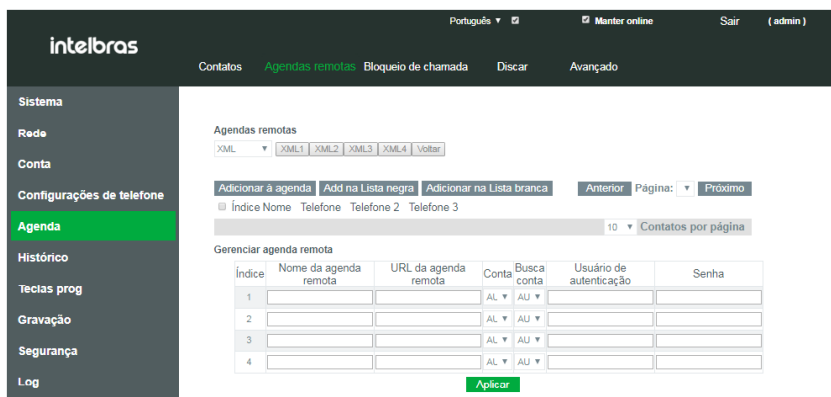 Português Manter online Sair ( admin )
intelbras
Contatos Agendas remotas Bloqueio de chamada Discar Avançado
Sistema
Rede
Conta
Configurações de telefone
Agenda
Histórico
Teclas prog
Gravação
Segurança
Log
Agendas remotas
XML XML1 XML2 XML3 XML4 Voltar
Adicionar à agenda Add na Lista negra Adicionar na Lista branca Anterior Página: Próximo
Índice Nome Telefone Telefone 2 Telefone 3
10 Contatos por página
Gerenciar agenda remota
Índice Nome da agenda remota URL da agenda remota Conta Busca conta Usuário de autenticação Senha
1 AU AU
2 AU AU
3 AU AU
4 AU AU
Aplicar